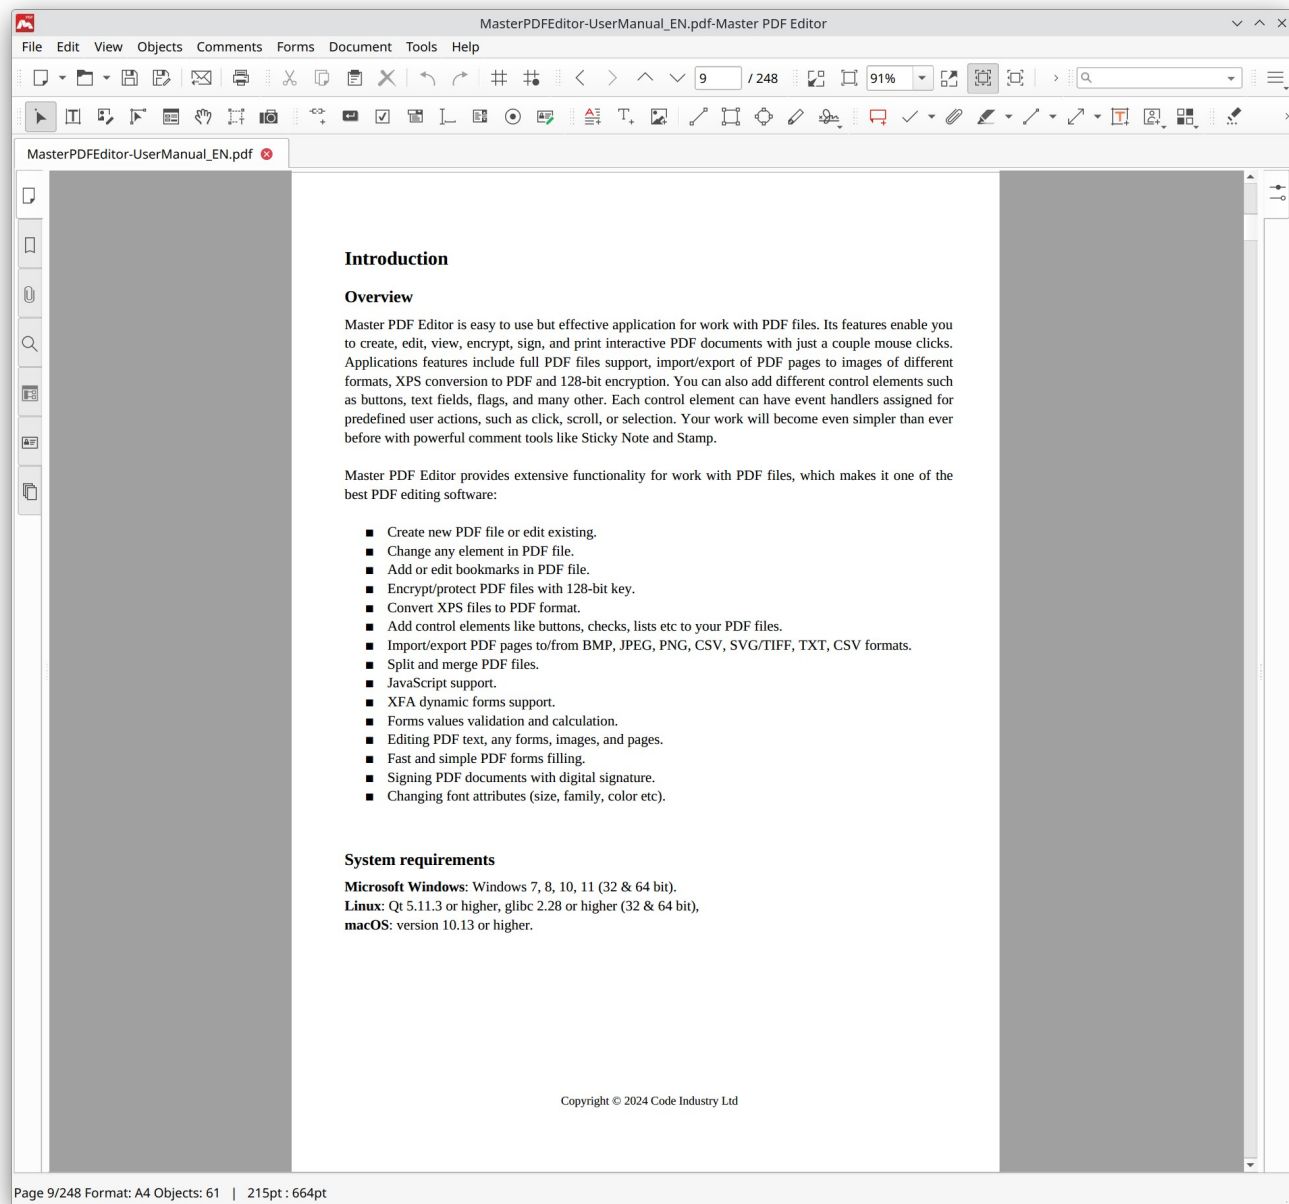 MasterPDFEditor-UserManual_EN.pdf-Master PDF Editor
File Edit View Objects Comments Forms Document Tools Help
9 / 248 91%
MasterPDFEditor-UserManual_EN.pdf
Introduction
Overview
Master PDF Editor is easy to use but effective application for work with PDF files. Its features enable you
to create, edit, view, encrypt, sign, and print interactive PDF documents with just a couple mouse clicks.
Applications features include full PDF files support, import/export of PDF pages to images of different
formats, XPS conversion to PDF and 128-bit encryption. You can also add different control elements such
as buttons, text fields, flags, and many other. Each control element can have event handlers assigned for
predefined user actions, such as click, scroll, or selection. Your work will become even simpler than ever
before with powerful comment tools like Sticky Note and Stamp.
Master PDF Editor provides extensive functionality for work with PDF files, which makes it one of the
best PDF editing software:
■ Create new PDF file or edit existing.
■ Change any element in PDF file.
■ Add or edit bookmarks in PDF file.
■ Encrypt/protect PDF files with 128-bit key.
■ Convert XPS files to PDF format.
■ Add control elements like buttons, checks, lists etc to your PDF files.
■ Import/export PDF pages to/from BMP, JPEG, PNG, CSV, SVG/TIFF, TXT, CSV formats.
■ Split and merge PDF files.
■ JavaScript support.
■ XFA dynamic forms support.
■ Forms values validation and calculation.
■ Editing PDF text, any forms, images, and pages.
■ Fast and simple PDF forms filling.
■ Signing PDF documents with digital signature.
■ Changing font attributes (size, family, color etc).
System requirements
Microsoft Windows: Windows 7, 8, 10, 11 (32 & 64 bit).
Linux: Qt 5.11.3 or higher, glibc 2.28 or higher (32 & 64 bit),
macOS: version 10.13 or higher.
Copyright © 2024 Code Industry Ltd
Page 9/248 Format: A4 Objects: 61 | 215pt : 664pt